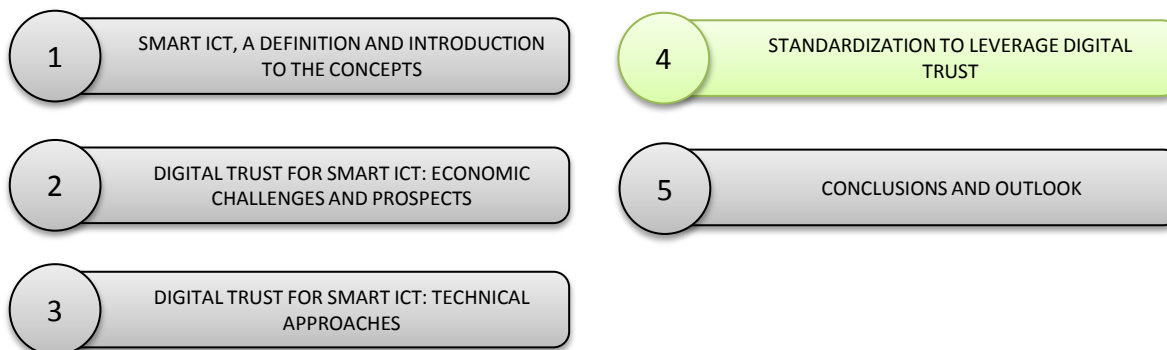 1
SMART ICT, A DEFINITION AND INTRODUCTION
TO THE CONCEPTS
2
DIGITAL TRUST FOR SMART ICT: ECONOMIC
CHALLENGES AND PROSPECTS
3
DIGITAL TRUST FOR SMART ICT: TECHNICAL
APPROACHES
4
STANDARDIZATION TO LEVERAGE DIGITAL
TRUST
5
CONCLUSIONS AND OUTLOOK